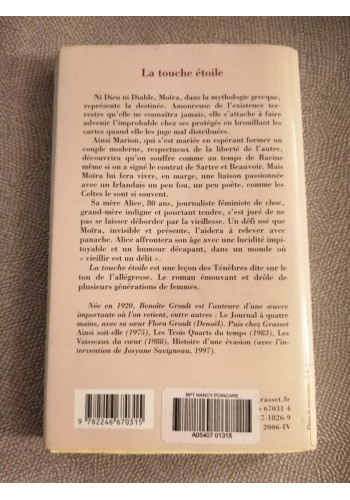 La touche étoile
Ni Dieu ni Diable, Moïra, dans la mythologie grecque,
représente la destinée. Amoureuse de l'existence ter-
restre qu'elle ne connaîtra jamais, elle s'attache à faire
advenir l'improbable chez ses protégés en brouillant les
cartes quand elle les juge mal distribuées.
Ainsi Marion, qui s'est mariée en espérant former un
couple moderne, respectueux de la liberté de l'autre,
découvrira qu'on souffre comme au temps de Racine
même si on a signé le contrat de Sartre et Beauvoir. Mais
Moïra lui fera vivre, en marge, une liaison passionnée
avec un Irlandais un peu fou, un peu poète, comme les
Celtes le sont si souvent.
Sa mère Alice, 80 ans, journaliste féministe de choc,
grand-mère indigne et pourtant tendre, s'est juré de ne
pas se laisser déborder par la vieillesse. Un défi osé que
Moïra, invisible et présente, l'aidera à relever avec
panache. Alice affrontera son âge avec une lucidité impi-
toyable et un humour décapant, dans un monde où
« vieillir est un délit ».
La touche étoile est une leçon des Ténèbres dite sur le
ton de l'allégresse. Le roman émouvant et drôle de
plusieurs générations de femmes.
Née en 1920, Benoîte Groult est l'auteur d'une œuvre
importante où l'on retient, entre autres : Le Journal à quatre
mains, avec sa sœur Flora Groult (Denoël). Puis chez Grasset
Ainsi soit-elle (1975), Les Trois Quarts du temps (1983), Les
Vaisseaux du cœur (1988), Histoire d'une évasion (avec l'in-
tervention de Josyane Savigneau, 1997).
BPT NANCY POINCARE
A05407 01315
9 782246 670315
grasset.fr
67031 4
7-1826-9
2006-IV